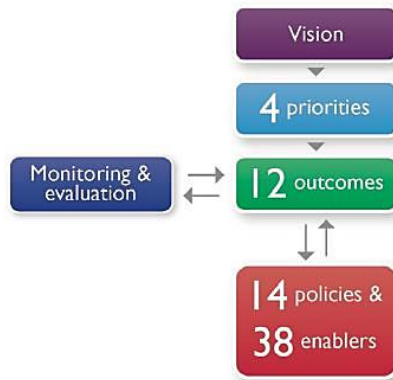 Vision
4 priorities
Monitoring &
evaluation
12 outcomes
14 policies &
38 enablers